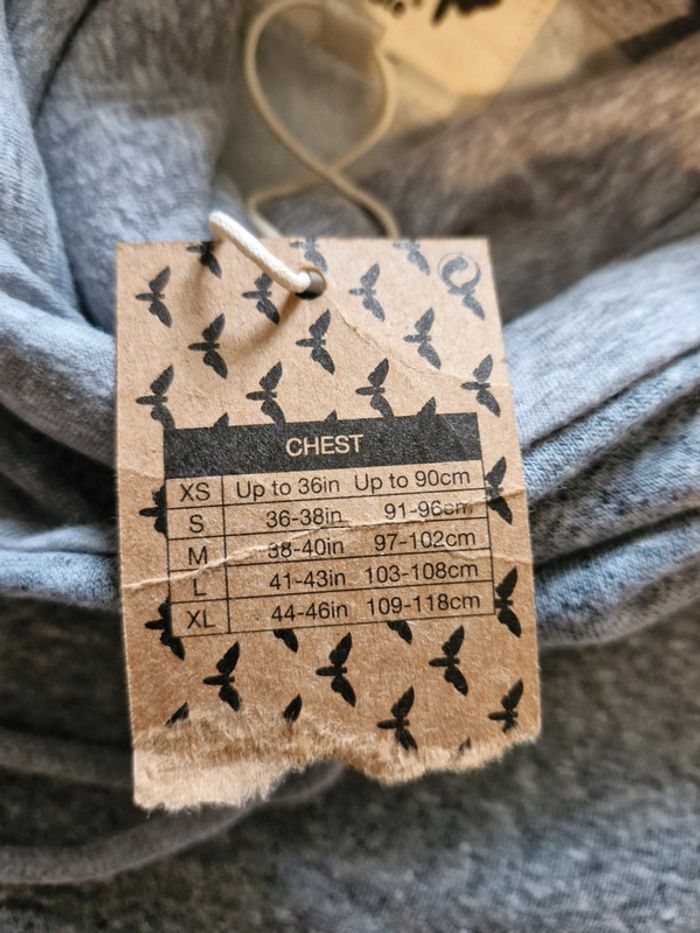 CHEST
XS Up to 36in Up to 90cm
S 36-38in 91-96cm
M 38-40in 97-102cm
L 41-43in 103-108cm
XL 44-46in 109-118cm